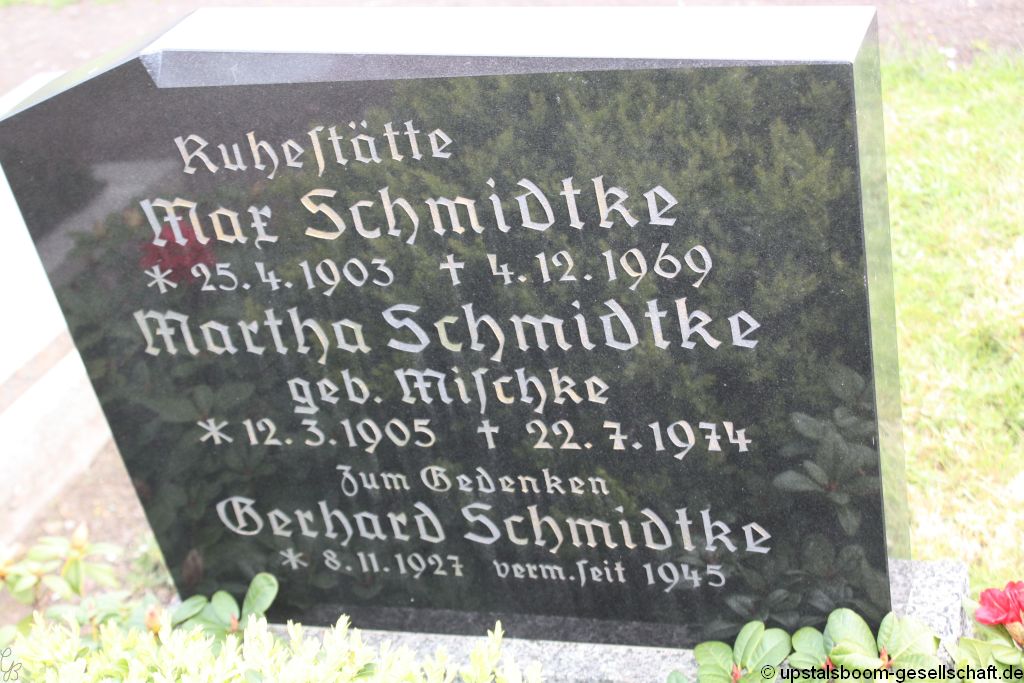 Ruheſtätte
Max Schmidtke
* 25.4.1903 † 4.12.1969
Martha Schmidtke
geb. Miſchke
* 12.3.1905 † 22.7.1974
Zum Gedenken
Gerhard Schmidtke
* 8.11.1927 verm. ſeit 1945
© upstalsboom-gesellschaft.de